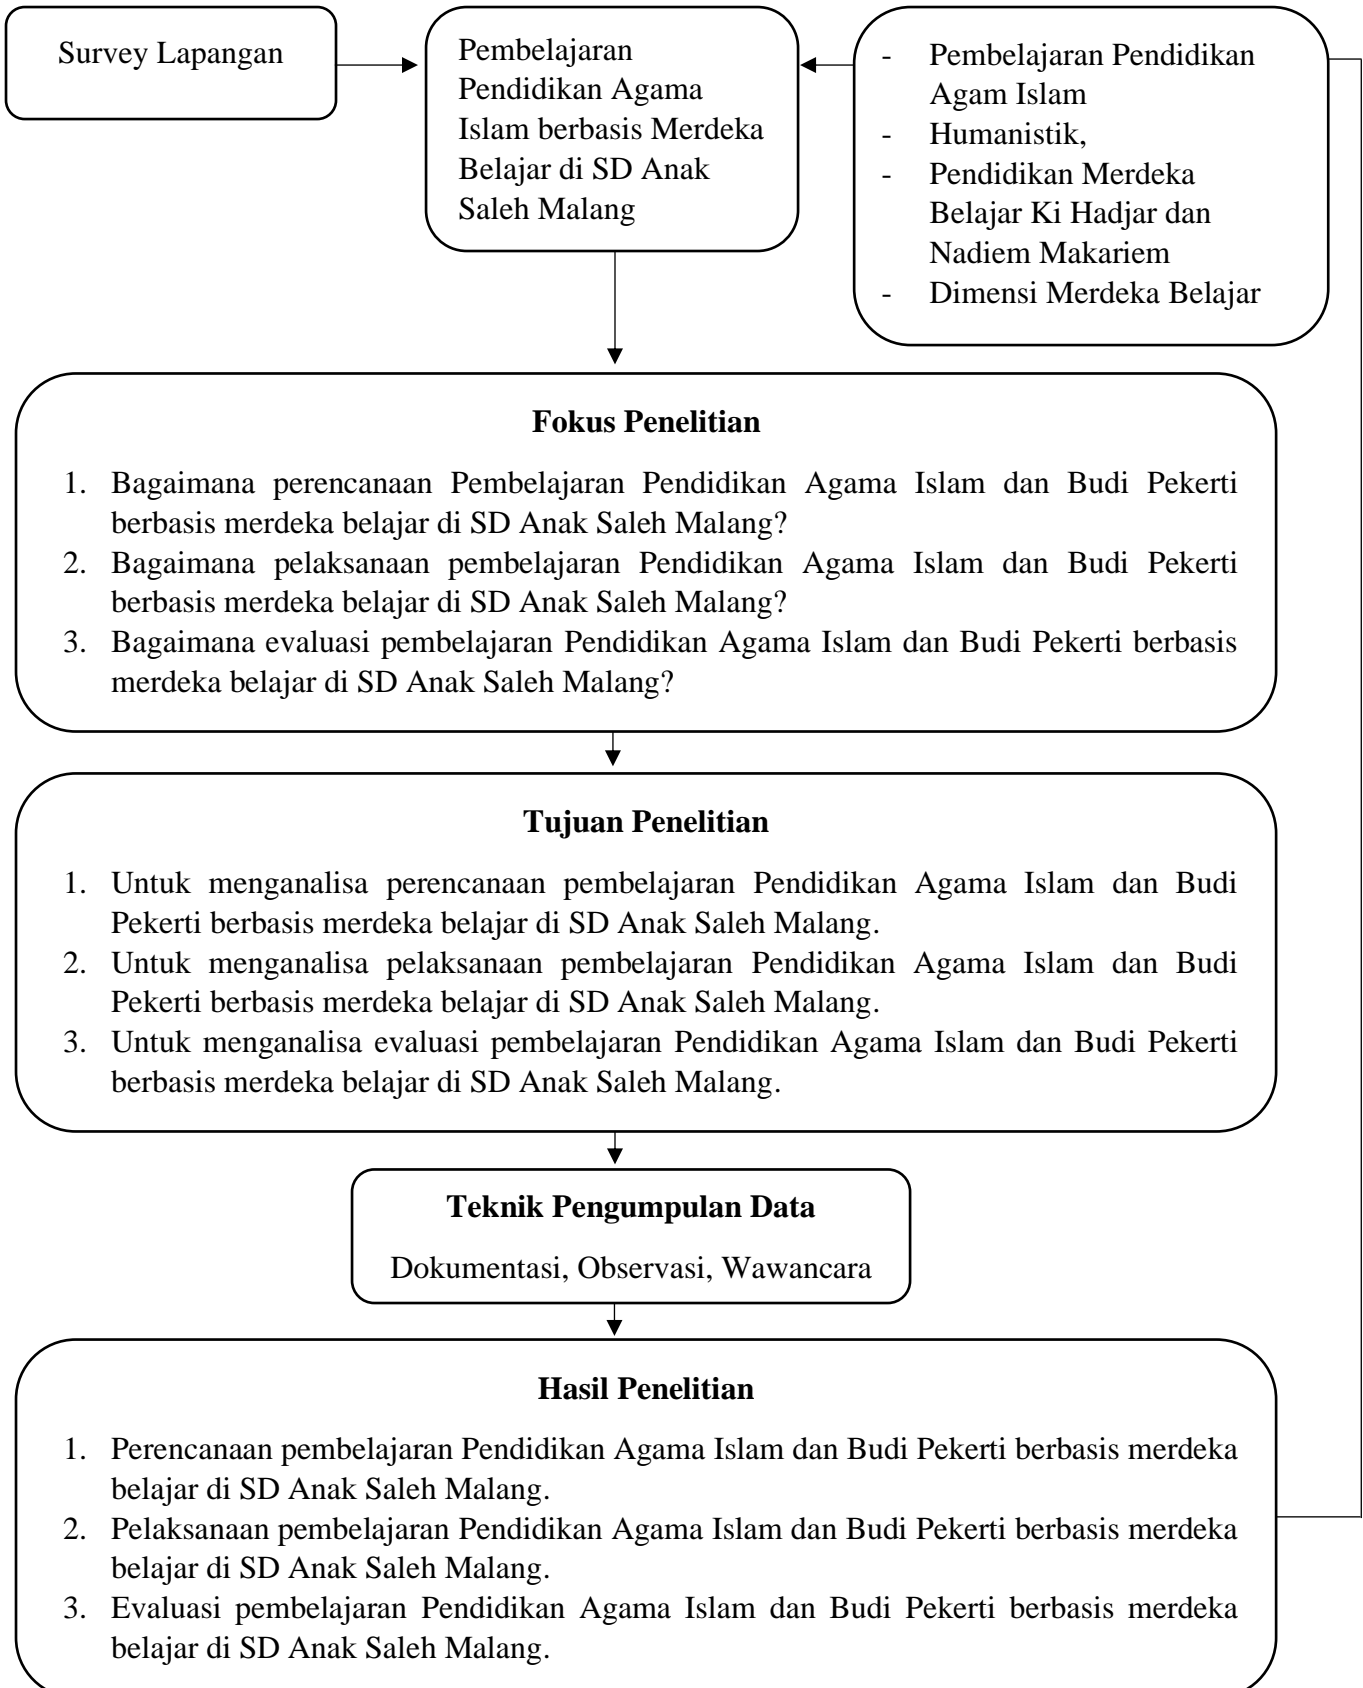 Survey Lapangan
Pembelajaran
Pendidikan Agama
Islam berbasis Merdeka
Belajar di SD Anak
Saleh Malang
- Pembelajaran Pendidikan
Agam Islam
- Humanistik,
- Pendidikan Merdeka
Belajar Ki Hadjar dan
Nadiem Makariem
- Dimensi Merdeka Belajar
Fokus Penelitian
1. Bagaimana perencanaan Pembelajaran Pendidikan Agama Islam dan Budi Pekerti
berbasis merdeka belajar di SD Anak Saleh Malang?
2. Bagaimana pelaksanaan pembelajaran Pendidikan Agama Islam dan Budi Pekerti
berbasis merdeka belajar di SD Anak Saleh Malang?
3. Bagaimana evaluasi pembelajaran Pendidikan Agama Islam dan Budi Pekerti berbasis
merdeka belajar di SD Anak Saleh Malang?
Tujuan Penelitian
1. Untuk menganalisa perencanaan pembelajaran Pendidikan Agama Islam dan Budi
Pekerti berbasis merdeka belajar di SD Anak Saleh Malang.
2. Untuk menganalisa pelaksanaan pembelajaran Pendidikan Agama Islam dan Budi
Pekerti berbasis merdeka belajar di SD Anak Saleh Malang.
3. Untuk menganalisa evaluasi pembelajaran Pendidikan Agama Islam dan Budi Pekerti
berbasis merdeka belajar di SD Anak Saleh Malang.
Teknik Pengumpulan Data
Dokumentasi, Observasi, Wawancara
Hasil Penelitian
1. Perencanaan pembelajaran Pendidikan Agama Islam dan Budi Pekerti berbasis merdeka
belajar di SD Anak Saleh Malang.
2. Pelaksanaan pembelajaran Pendidikan Agama Islam dan Budi Pekerti berbasis merdeka
belajar di SD Anak Saleh Malang.
3. Evaluasi pembelajaran Pendidikan Agama Islam dan Budi Pekerti berbasis merdeka
belajar di SD Anak Saleh Malang.